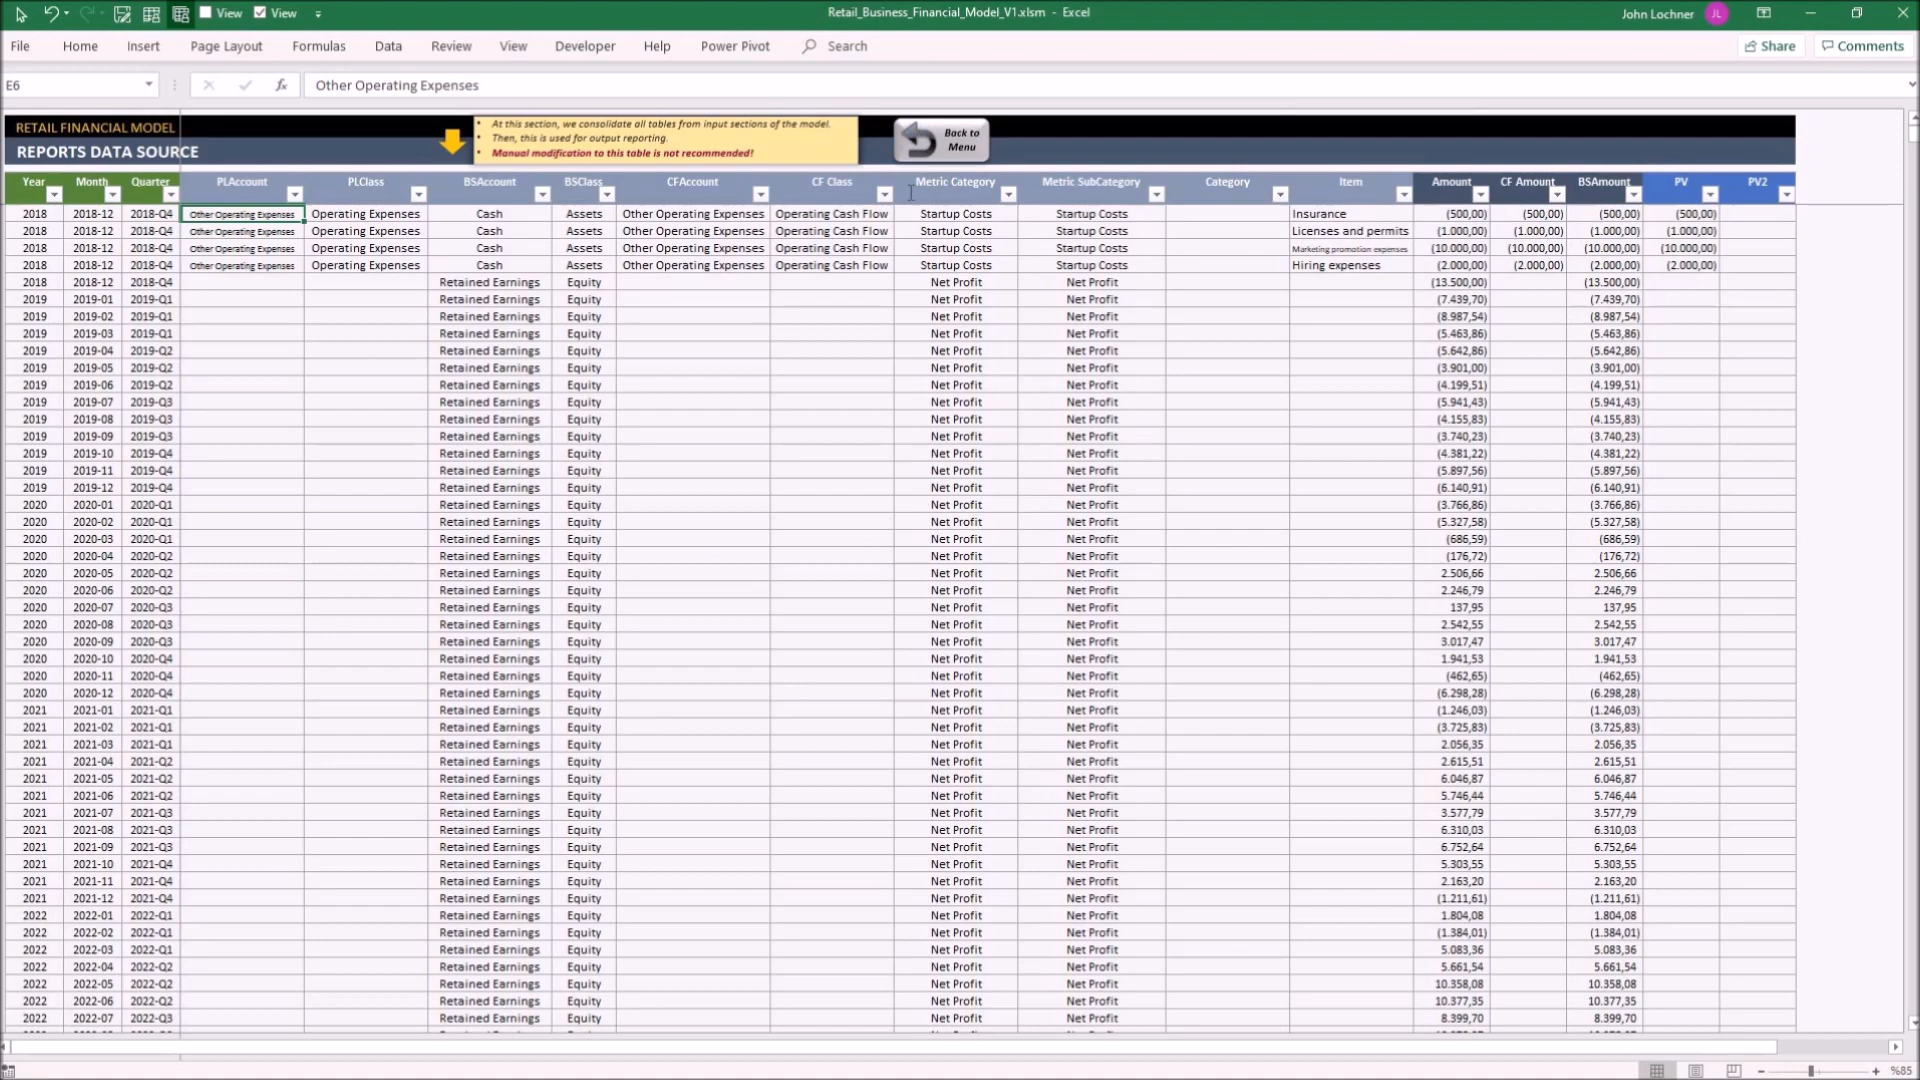 View View Retail_Business_Financial_Model_V1.xlsm - Excel John Lochner JL
File Home Insert Page Layout Formulas Data Review View Developer Help Power Pivot Search Share Comments
E6 fx Other Operating Expenses
RETAIL FINANCIAL MODEL
REPORTS DATA SOURCE
• At this section, we consolidate all tables from input sections of the model.
• Then, this is used for output reporting.
• Manual modification to this table is not recommended!
Back to
Menu
Year Month Quarter PLAccount PLClass BSAccount BSClass CFAccount CF Class Metric Category Metric SubCategory Category Item Amount CF Amount BSAmount PV PV2
2018 2018-12 2018-Q4 Other Operating Expenses Operating Expenses Cash Assets Other Operating Expenses Operating Cash Flow Startup Costs Startup Costs Insurance (500,00) (500,00) (500,00) (500,00)
2018 2018-12 2018-Q4 Other Operating Expenses Operating Expenses Cash Assets Other Operating Expenses Operating Cash Flow Startup Costs Startup Costs Licenses and permits (1.000,00) (1.000,00) (1.000,00) (1.000,00)
2018 2018-12 2018-Q4 Other Operating Expenses Operating Expenses Cash Assets Other Operating Expenses Operating Cash Flow Startup Costs Startup Costs Marketing promotion expenses (10.000,00) (10.000,00) (10.000,00) (10.000,00)
2018 2018-12 2018-Q4 Other Operating Expenses Operating Expenses Cash Assets Other Operating Expenses Operating Cash Flow Startup Costs Startup Costs Hiring expenses (2.000,00) (2.000,00) (2.000,00) (2.000,00)
2018 2018-12 2018-Q4 Retained Earnings Equity Net Profit Net Profit (13.500,00) (13.500,00)
2019 2019-01 2019-Q1 Retained Earnings Equity Net Profit Net Profit (7.439,70) (7.439,70)
2019 2019-02 2019-Q1 Retained Earnings Equity Net Profit Net Profit (8.987,54) (8.987,54)
2019 2019-03 2019-Q1 Retained Earnings Equity Net Profit Net Profit (5.463,86) (5.463,86)
2019 2019-04 2019-Q2 Retained Earnings Equity Net Profit Net Profit (5.642,86) (5.642,86)
2019 2019-05 2019-Q2 Retained Earnings Equity Net Profit Net Profit (3.901,00) (3.901,00)
2019 2019-06 2019-Q2 Retained Earnings Equity Net Profit Net Profit (4.199,51) (4.199,51)
2019 2019-07 2019-Q3 Retained Earnings Equity Net Profit Net Profit (5.941,43) (5.941,43)
2019 2019-08 2019-Q3 Retained Earnings Equity Net Profit Net Profit (4.155,83) (4.155,83)
2019 2019-09 2019-Q3 Retained Earnings Equity Net Profit Net Profit (3.740,23) (3.740,23)
2019 2019-10 2019-Q4 Retained Earnings Equity Net Profit Net Profit (4.381,22) (4.381,22)
2019 2019-11 2019-Q4 Retained Earnings Equity Net Profit Net Profit (5.897,56) (5.897,56)
2019 2019-12 2019-Q4 Retained Earnings Equity Net Profit Net Profit (6.140,91) (6.140,91)
2020 2020-01 2020-Q1 Retained Earnings Equity Net Profit Net Profit (3.766,86) (3.766,86)
2020 2020-02 2020-Q1 Retained Earnings Equity Net Profit Net Profit (5.327,58) (5.327,58)
2020 2020-03 2020-Q1 Retained Earnings Equity Net Profit Net Profit (686,59) (686,59)
2020 2020-04 2020-Q2 Retained Earnings Equity Net Profit Net Profit (176,72) (176,72)
2020 2020-05 2020-Q2 Retained Earnings Equity Net Profit Net Profit 2.506,66 2.506,66
2020 2020-06 2020-Q2 Retained Earnings Equity Net Profit Net Profit 2.246,79 2.246,79
2020 2020-07 2020-Q3 Retained Earnings Equity Net Profit Net Profit 137,95 137,95
2020 2020-08 2020-Q3 Retained Earnings Equity Net Profit Net Profit 2.542,55 2.542,55
2020 2020-09 2020-Q3 Retained Earnings Equity Net Profit Net Profit 3.017,47 3.017,47
2020 2020-10 2020-Q4 Retained Earnings Equity Net Profit Net Profit 1.941,53 1.941,53
2020 2020-11 2020-Q4 Retained Earnings Equity Net Profit Net Profit (462,65) (462,65)
2020 2020-12 2020-Q4 Retained Earnings Equity Net Profit Net Profit (6.298,28) (6.298,28)
2021 2021-01 2021-Q1 Retained Earnings Equity Net Profit Net Profit (1.246,03) (1.246,03)
2021 2021-02 2021-Q1 Retained Earnings Equity Net Profit Net Profit (3.725,83) (3.725,83)
2021 2021-03 2021-Q1 Retained Earnings Equity Net Profit Net Profit 2.056,35 2.056,35
2021 2021-04 2021-Q2 Retained Earnings Equity Net Profit Net Profit 2.615,51 2.615,51
2021 2021-05 2021-Q2 Retained Earnings Equity Net Profit Net Profit 6.046,87 6.046,87
2021 2021-06 2021-Q2 Retained Earnings Equity Net Profit Net Profit 5.746,44 5.746,44
2021 2021-07 2021-Q3 Retained Earnings Equity Net Profit Net Profit 3.577,79 3.577,79
2021 2021-08 2021-Q3 Retained Earnings Equity Net Profit Net Profit 6.310,03 6.310,03
2021 2021-09 2021-Q3 Retained Earnings Equity Net Profit Net Profit 6.752,64 6.752,64
2021 2021-10 2021-Q4 Retained Earnings Equity Net Profit Net Profit 5.303,55 5.303,55
2021 2021-11 2021-Q4 Retained Earnings Equity Net Profit Net Profit 2.163,20 2.163,20
2021 2021-12 2021-Q4 Retained Earnings Equity Net Profit Net Profit (1.211,61) (1.211,61)
2022 2022-01 2022-Q1 Retained Earnings Equity Net Profit Net Profit 1.804,08 1.804,08
2022 2022-02 2022-Q1 Retained Earnings Equity Net Profit Net Profit (1.384,01) (1.384,01)
2022 2022-03 2022-Q1 Retained Earnings Equity Net Profit Net Profit 5.083,36 5.083,36
2022 2022-04 2022-Q2 Retained Earnings Equity Net Profit Net Profit 5.661,54 5.661,54
2022 2022-05 2022-Q2 Retained Earnings Equity Net Profit Net Profit 10.358,08 10.358,08
2022 2022-06 2022-Q2 Retained Earnings Equity Net Profit Net Profit 10.377,35 10.377,35
2022 2022-07 2022-Q3 Retained Earnings Equity Net Profit Net Profit 8.399,70 8.399,70
%85